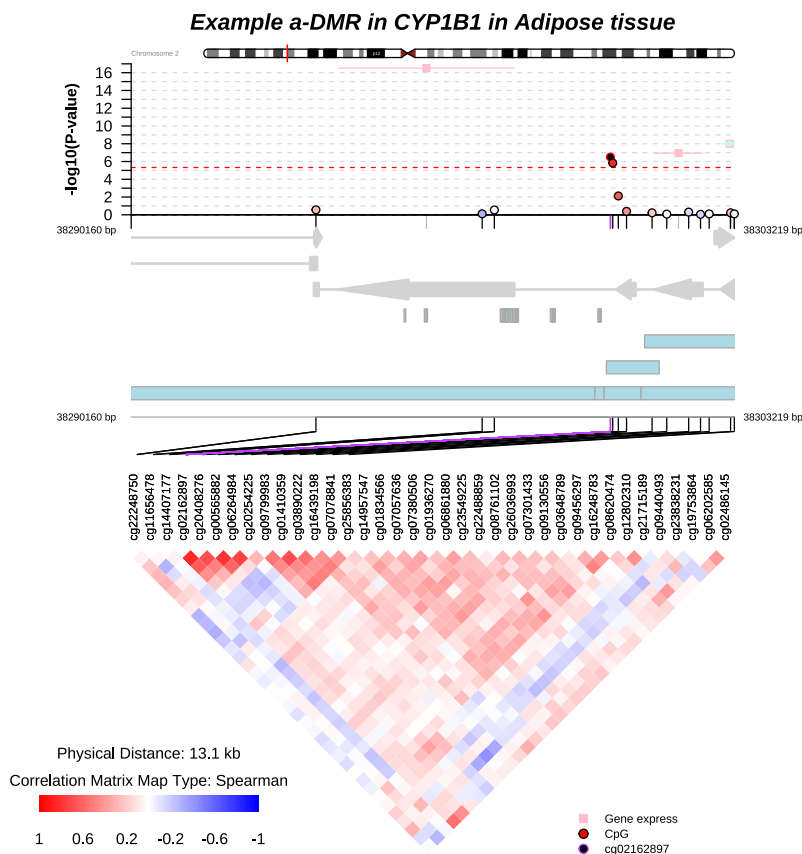 Example a-DMR in CYP1B1 in Adipose tissue
Chromosome 2
p12
-log10(P-value)
16
14
12
10
8
6
4
2
0
38290160 bp
38303219 bp
38290160 bp
38303219 bp
cg22248750
cg11656478
cg14407177
cg02162897
cg20408276
cg00565882
cg06264984
cg20254225
cg09799983
cg01410359
cg03890222
cg16439198
cg07078841
cg25856383
cg14957547
cg01834566
cg07057636
cg07380506
cg01936270
cg06861880
cg23549225
cg22488859
cg08761102
cg26036993
cg07301433
cg09130556
cg03648789
cg09456297
cg16248783
cg08620474
cg12802310
cg21715189
cg09440493
cg23838231
cg19753864
cg06202585
cg02486145
Physical Distance: 13.1 kb
Correlation Matrix Map Type: Spearman
1 0.6 0.2 -0.2 -0.6 -1
Gene express
CpG
cg02162897